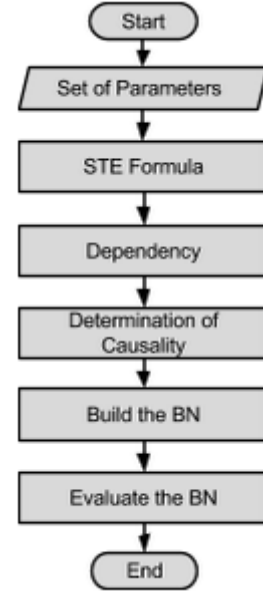 Start
Set of Parameters
STE Formula
Dependency
Determination of
Causality
Build the BN
Evaluate the BN
End